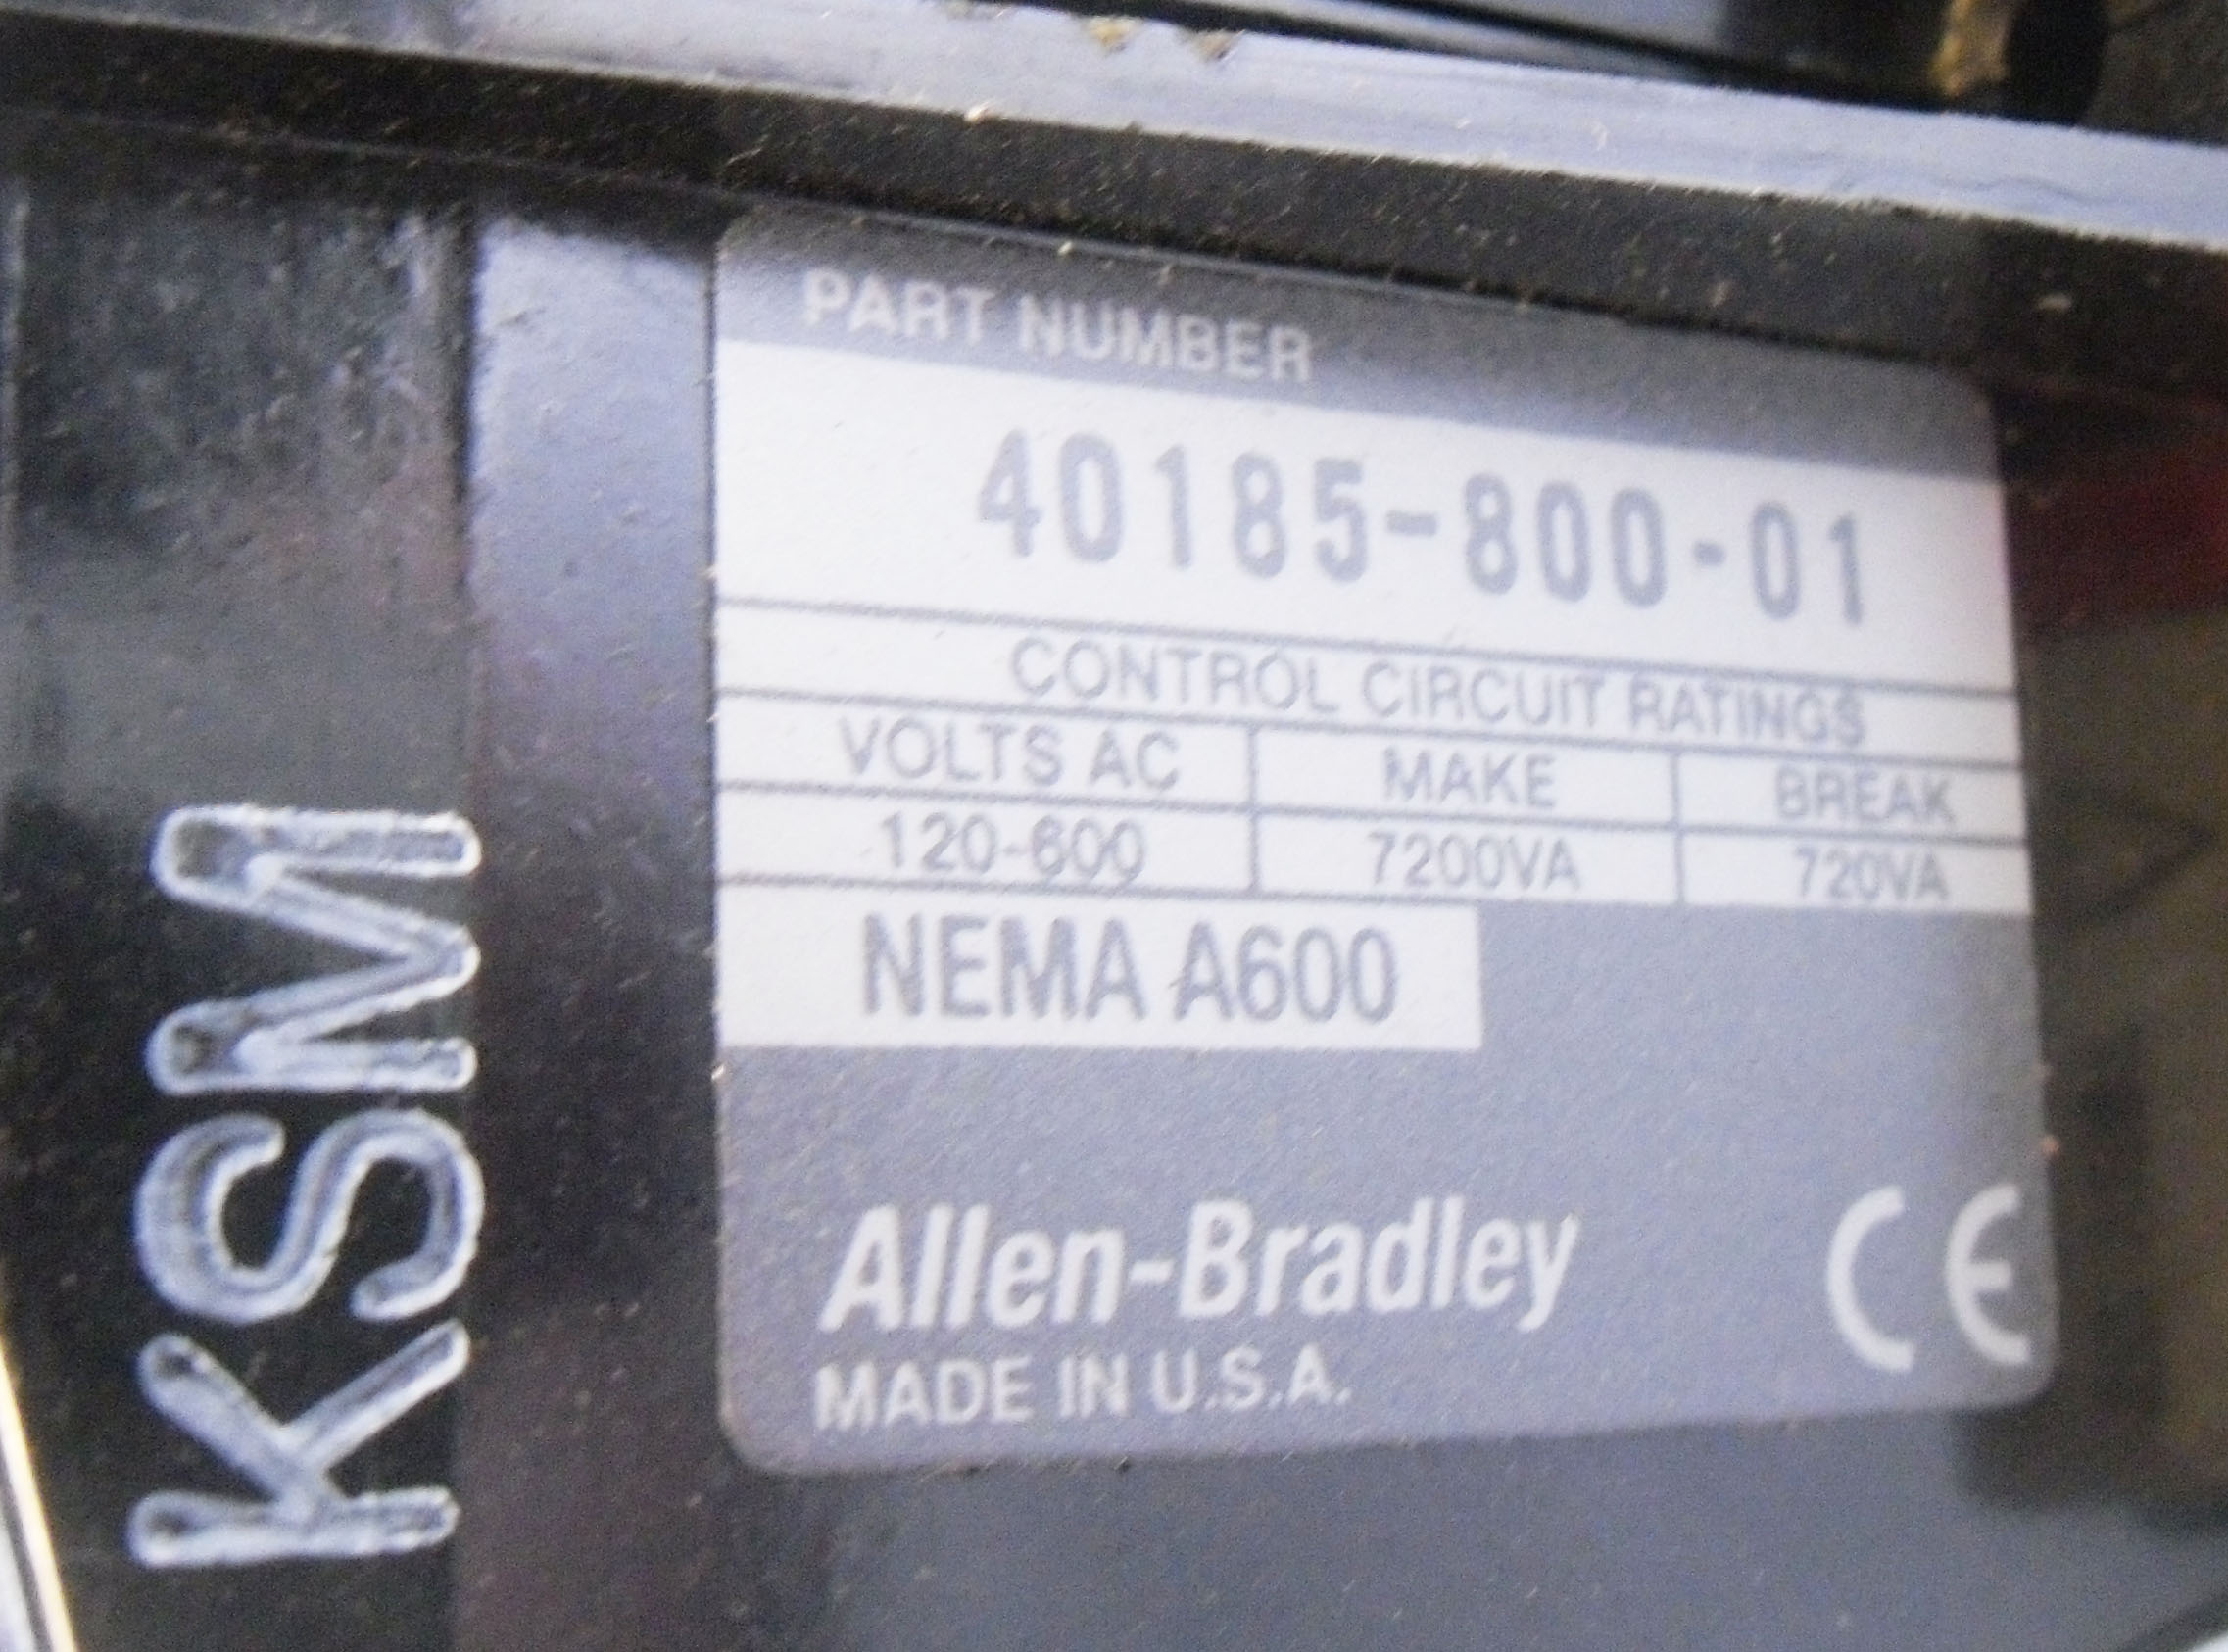 KSM
PART NUMBER
40185-800-01
CONTROL CIRCUIT RATINGS
VOLTS AC MAKE BREAK
120-600 7200VA 720VA
NEMA A600
Allen-Bradley CE
MADE IN U.S.A.